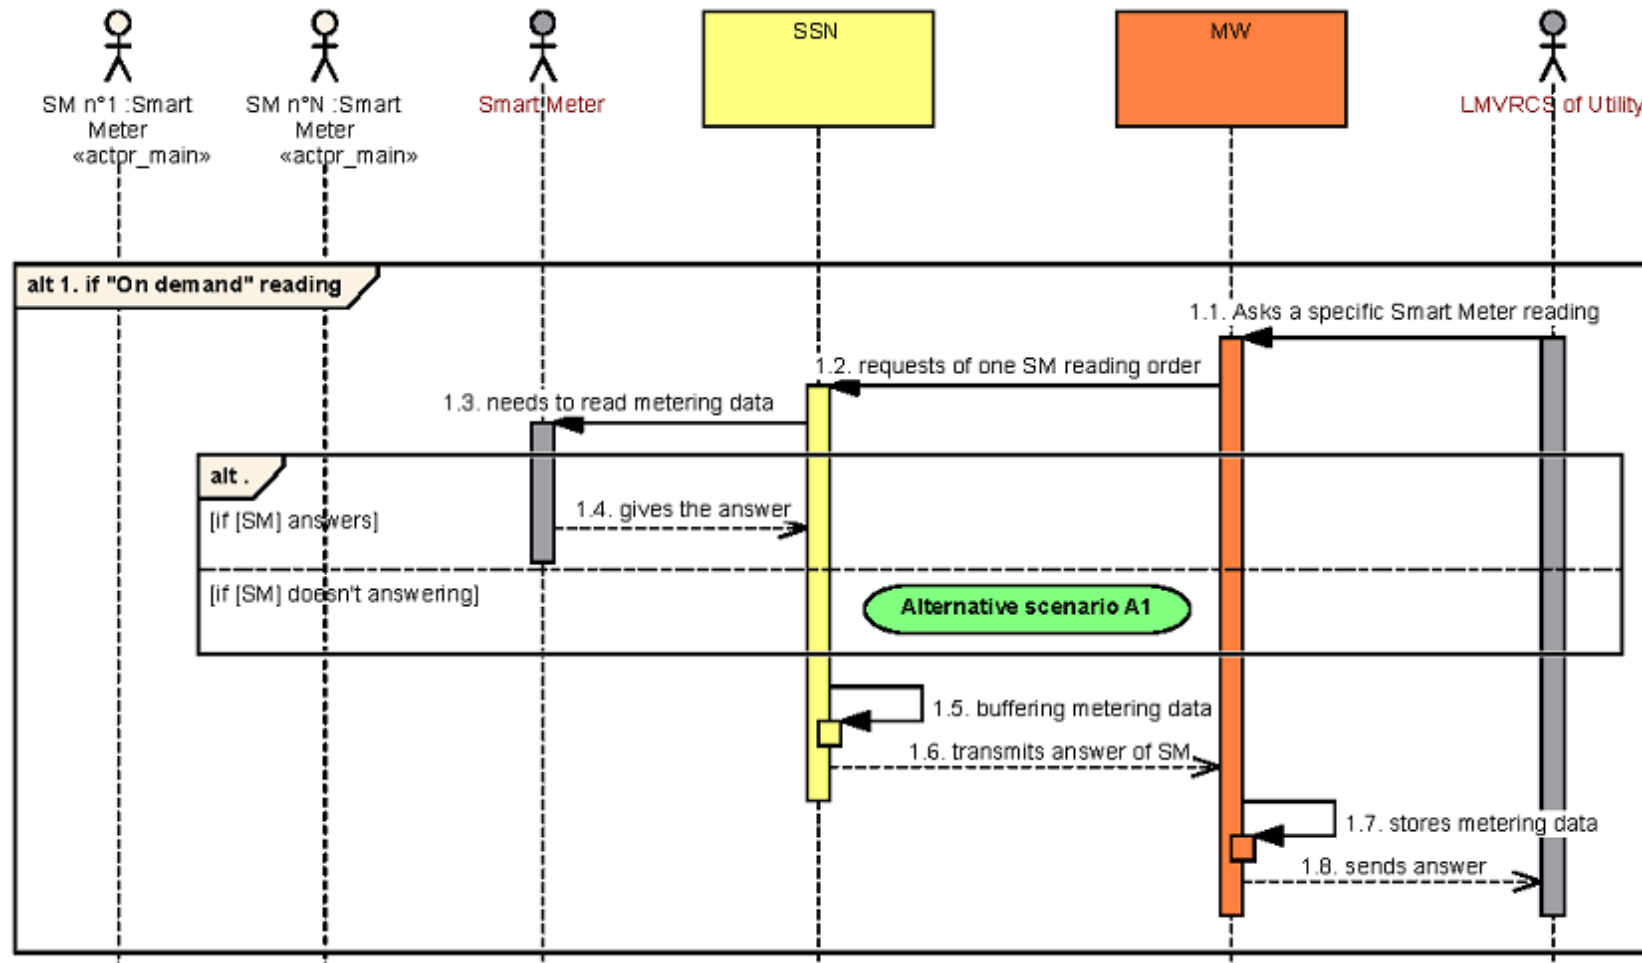 SM n°1 :Smart
Meter
«actor_main»
SM n°N :Smart
Meter
«actor_main»
Smart Meter
SSN
MW
LMVRCS of Utility
alt 1. if "On demand" reading
1.1. Asks a specific Smart Meter reading
1.2. requests of one SM reading order
1.3. needs to read metering data
alt .
[if [SM] answers]
1.4. gives the answer
[if [SM] doesn't answering]
Alternative scenario A1
1.5. buffering metering data
1.6. transmits answer of SM
1.7. stores metering data
1.8. sends answer